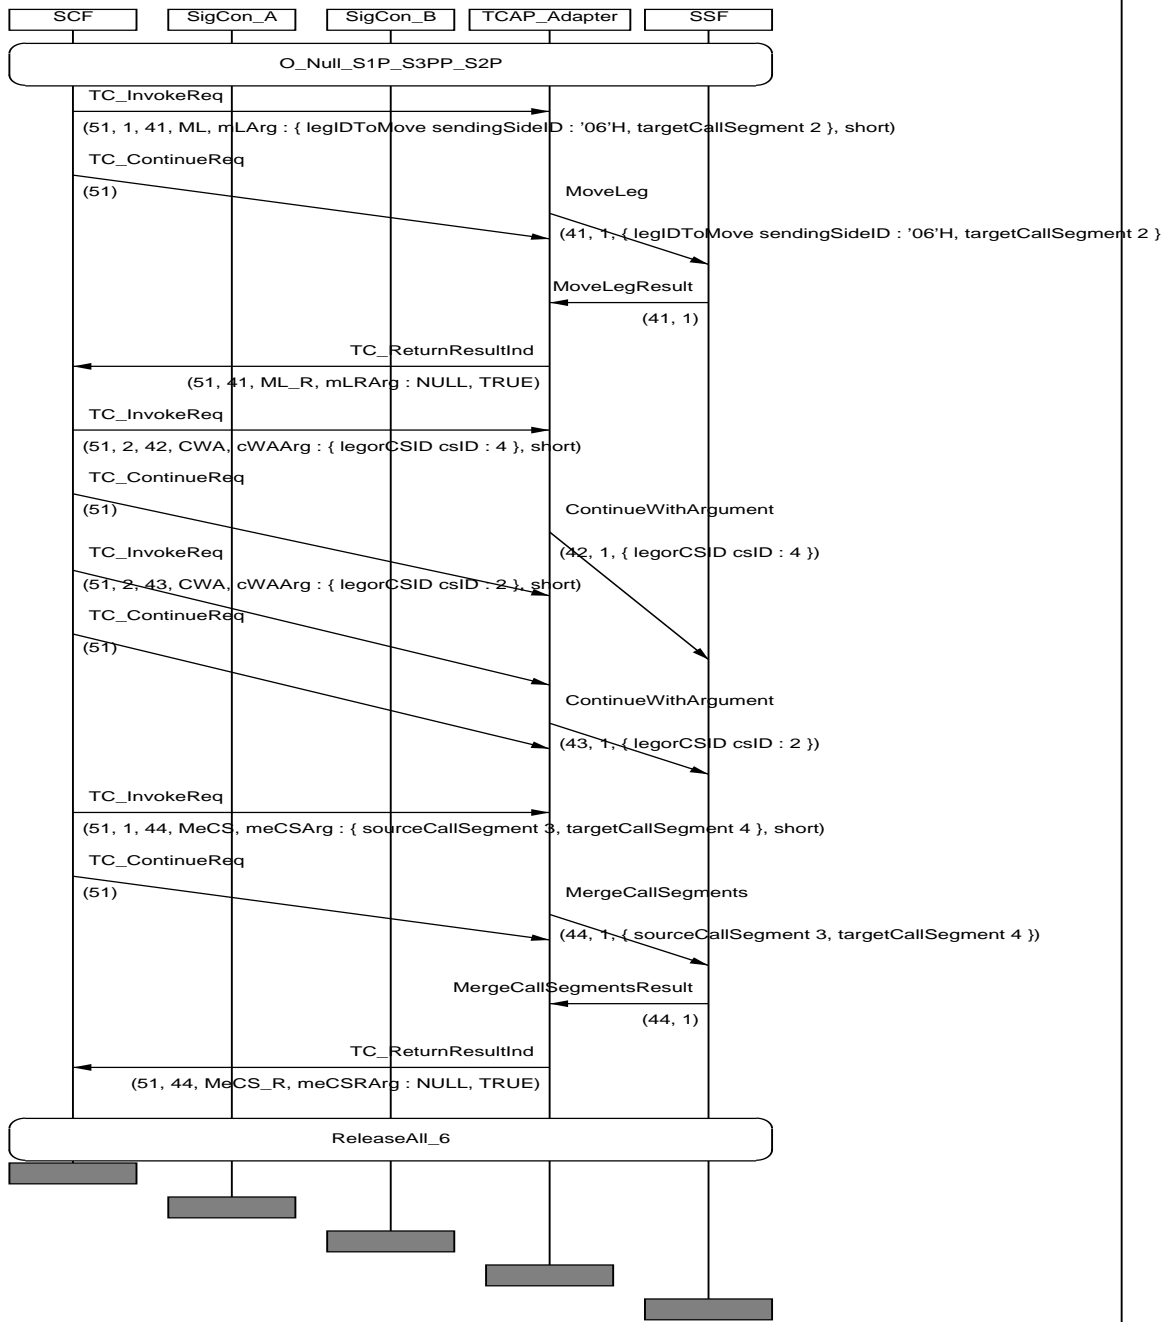 SCF SigCon_A SigCon_B TCAP_Adapter SSF
O_Null_S1P_S3PP_S2P
TC_InvokeReq
(51, 1, 41, ML, mLArg : { legIDToMove sendingSideID : '06'H, targetCallSegment 2 }, short)
TC_ContinueReq
(51)
MoveLeg
(41, 1, { legIDToMove sendingSideID : '06'H, targetCallSegment 2 }
MoveLegResult
(41, 1)
TC_ReturnResultInd
(51, 41, ML_R, mLRArg : NULL, TRUE)
TC_InvokeReq
(51, 2, 42, CWA, cWAArg : { legorCSID csID : 4 }, short)
TC_ContinueReq
(51)
ContinueWithArgument
(42, 1, { legorCSID csID : 4 })
TC_InvokeReq
(51, 2, 43, CWA, cWAArg : { legorCSID csID : 2 }, short)
TC_ContinueReq
(51)
ContinueWithArgument
(43, 1, { legorCSID csID : 2 })
TC_InvokeReq
(51, 1, 44, MeCS, meCSArg : { sourceCallSegment 3, targetCallSegment 4 }, short)
TC_ContinueReq
(51)
MergeCallSegments
(44, 1, { sourceCallSegment 3, targetCallSegment 4 })
MergeCallSegmentsResult
(44, 1)
TC_ReturnResultInd
(51, 44, MeCS_R, meCSRArg : NULL, TRUE)
ReleaseAll_6